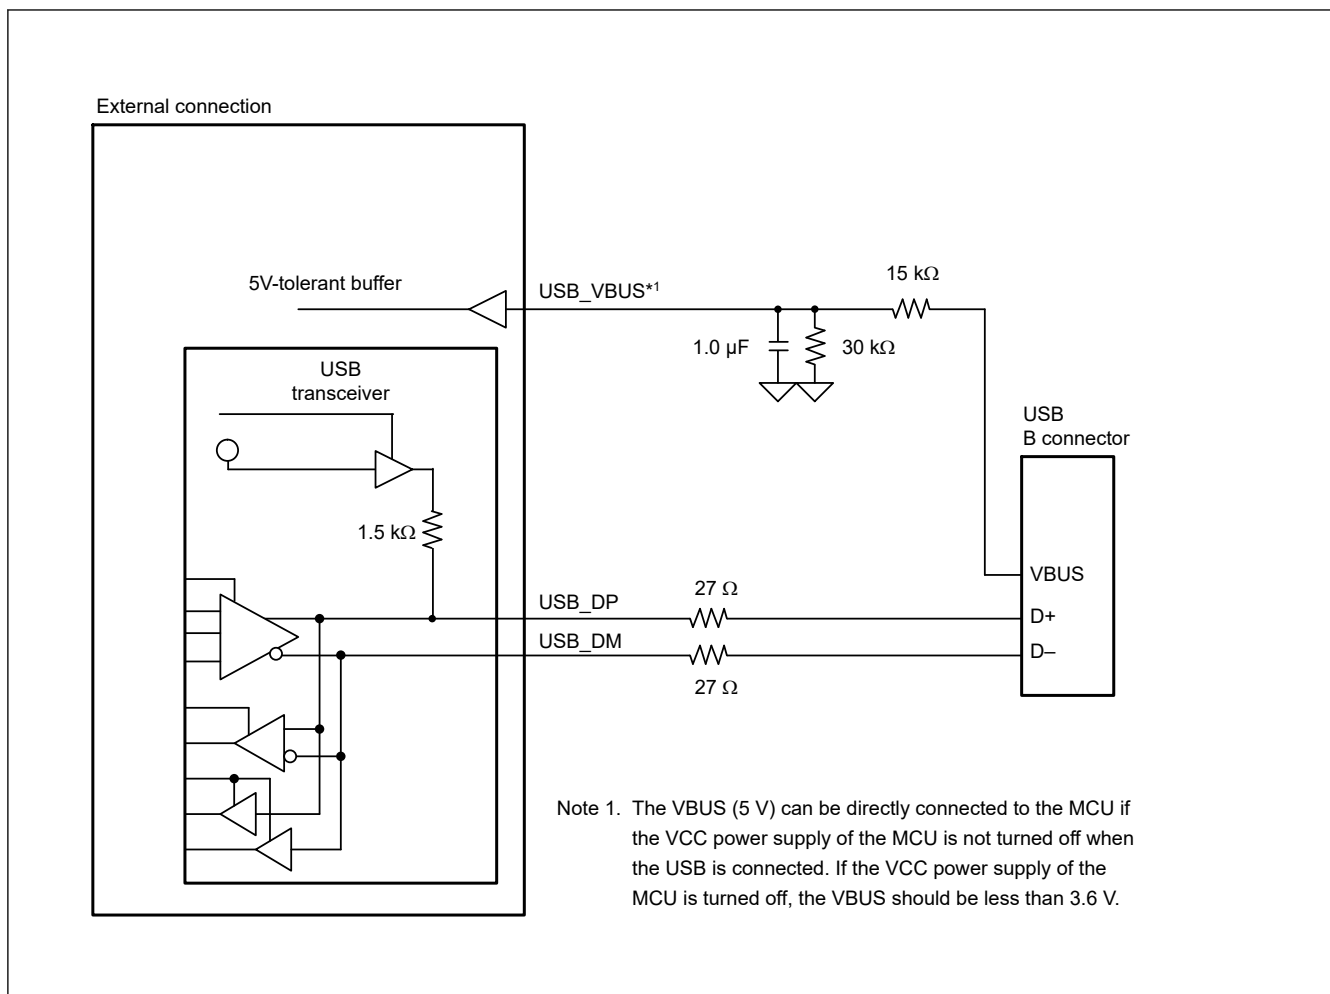 External connection
5V-tolerant buffer
USB_VBUS*1
15 kΩ
1.0 µF
30 kΩ
USB
transceiver
USB
B connector
1.5 kΩ
VBUS
USB_DP
27 Ω
D+
USB_DM
D–
27 Ω
Note 1. The VBUS (5 V) can be directly connected to the MCU if
the VCC power supply of the MCU is not turned off when
the USB is connected. If the VCC power supply of the
MCU is turned off, the VBUS should be less than 3.6 V.